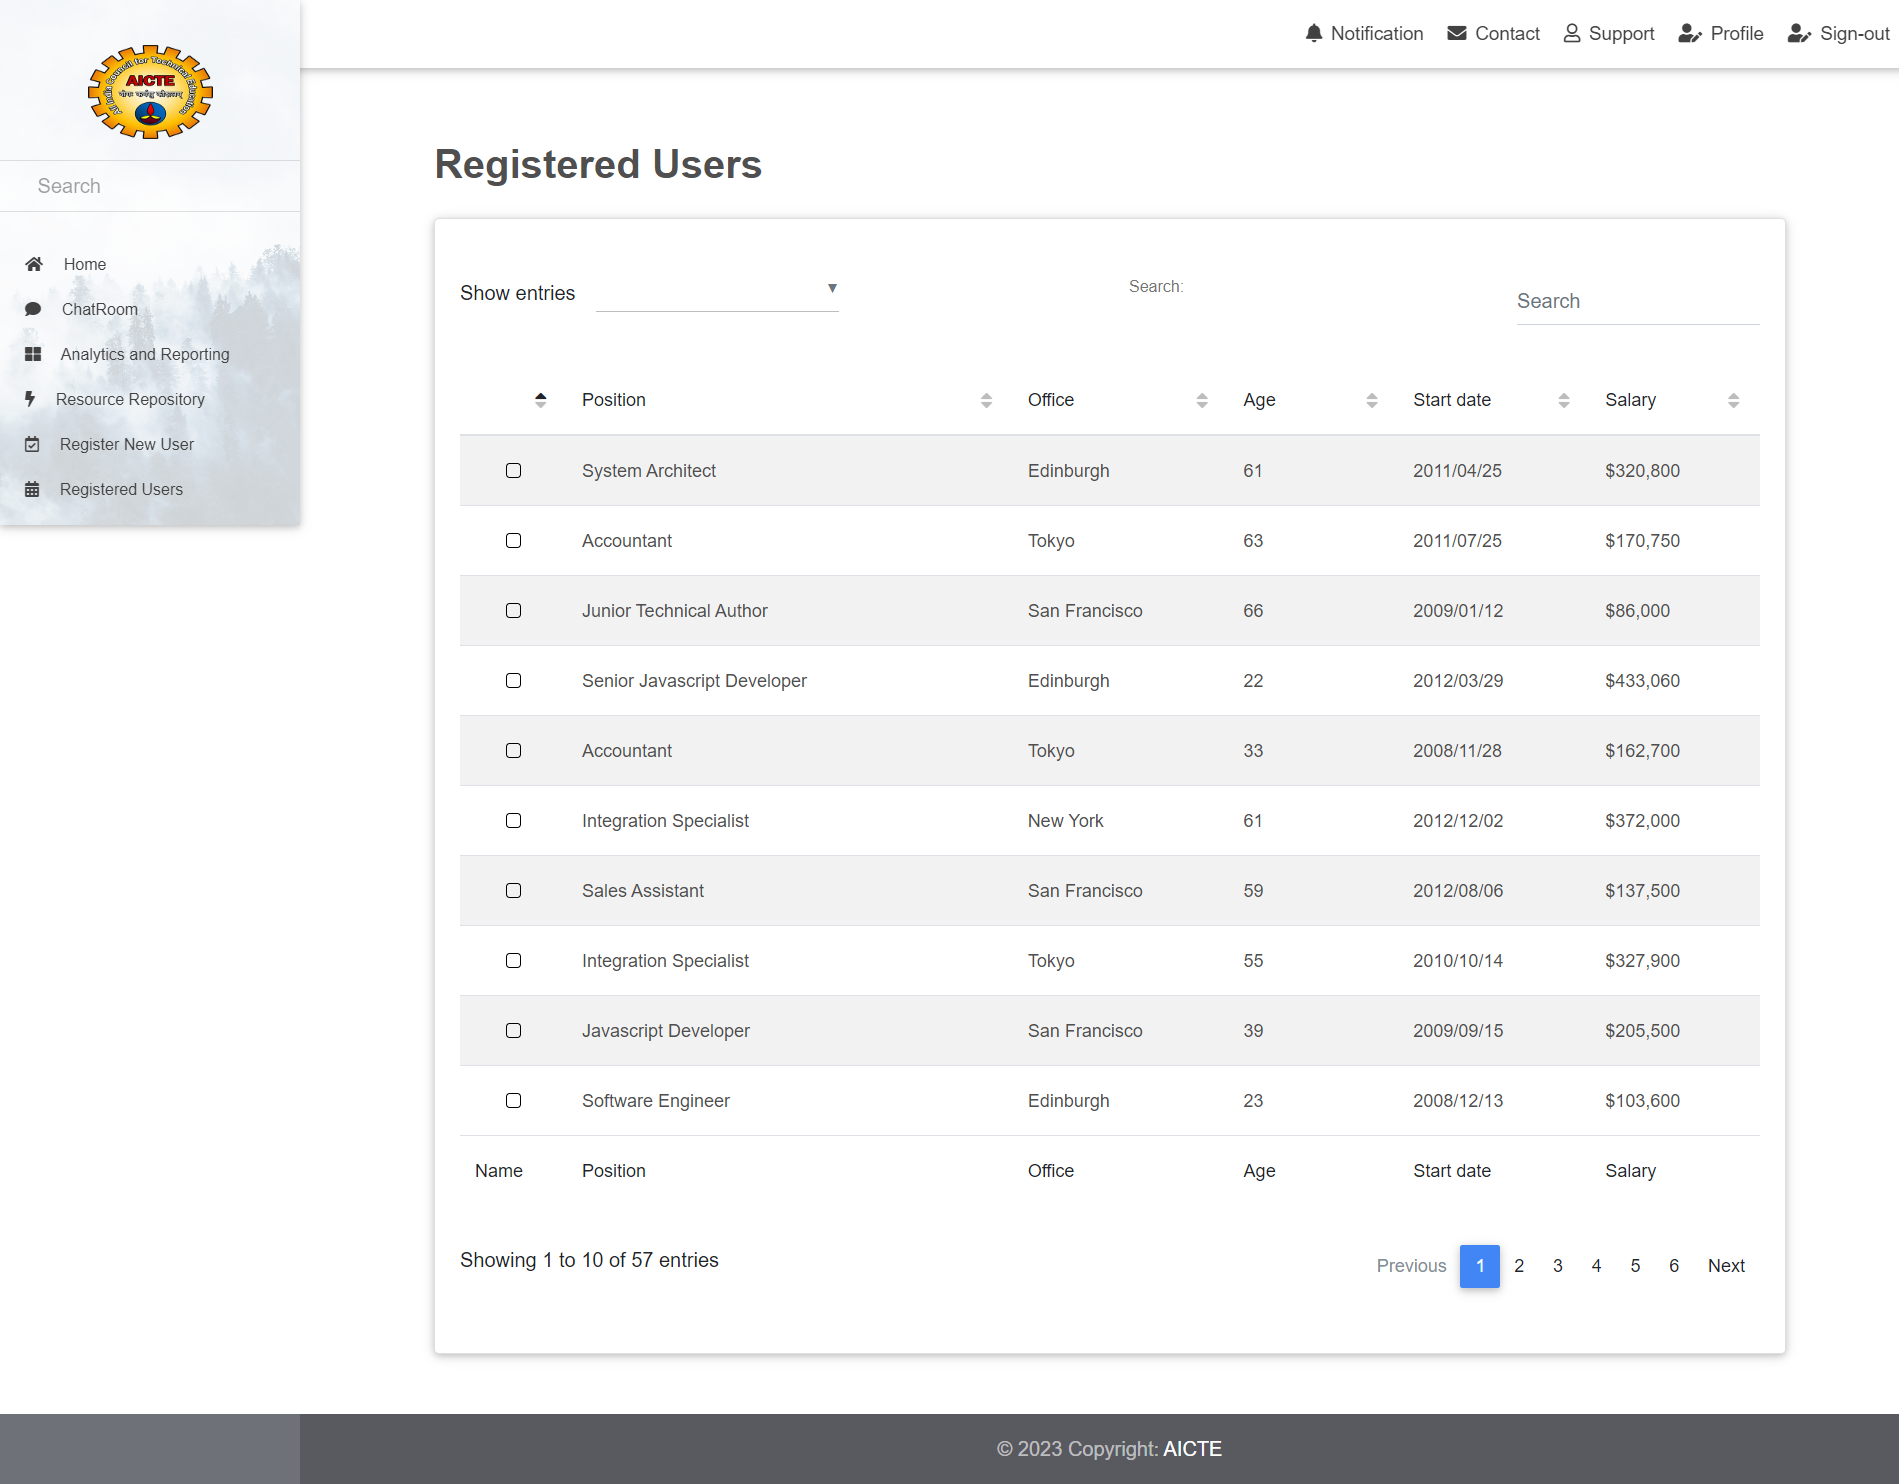 All India Council for Technical Education
AICTE
Search
Home
ChatRoom
Analytics and Reporting
Resource Repository
Register New User
Registered Users
Notification Contact Support Profile Sign-out
Registered Users
Show entries Search: Search
Position Office Age Start date Salary
System Architect Edinburgh 61 2011/04/25 $320,800
Accountant Tokyo 63 2011/07/25 $170,750
Junior Technical Author San Francisco 66 2009/01/12 $86,000
Senior Javascript Developer Edinburgh 22 2012/03/29 $433,060
Accountant Tokyo 33 2008/11/28 $162,700
Integration Specialist New York 61 2012/12/02 $372,000
Sales Assistant San Francisco 59 2012/08/06 $137,500
Integration Specialist Tokyo 55 2010/10/14 $327,900
Javascript Developer San Francisco 39 2009/09/15 $205,500
Software Engineer Edinburgh 23 2008/12/13 $103,600
Name Position Office Age Start date Salary
Showing 1 to 10 of 57 entries
Previous 1 2 3 4 5 6 Next
© 2023 Copyright: AICTE